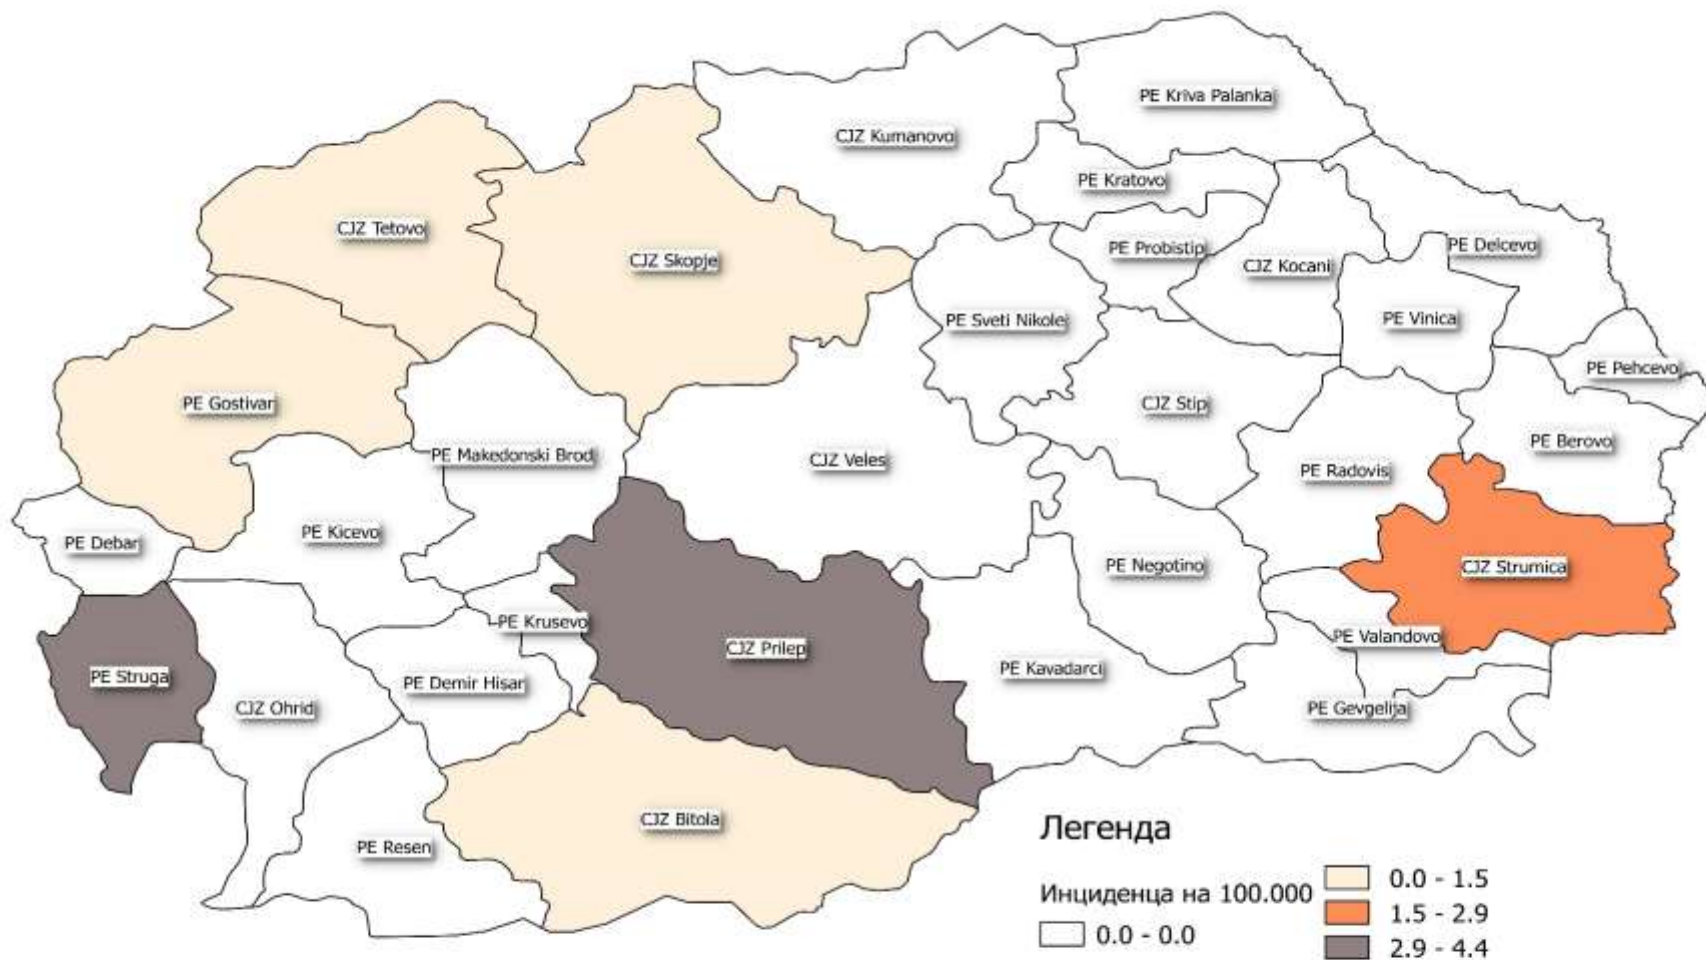 PE Kriva Palanka
CJZ Kumanovo
PE Kratovo
CJZ Tetovo
CJZ Skopje
PE Probistip
CJZ Kocani
PE Delcevo
PE Sveti Nikole
PE Vinica
PE Pehcevo
PE Gostivar
CJZ Stip
PE Berovo
PE Makedonski Brod
CJZ Veles
PE Radovis
PE Debar
PE Kicevo
PE Negotino
CJZ Strumica
PE Krusevo
PE Valandovo
CJZ Prilep
PE Kavadarci
PE Struga
PE Demir Hisar
CJZ Ohrid
PE Gevgelija
CJZ Bitola
PE Resen
Легенда
Инциденца на 100.000
0.0 - 0.0
0.0 - 1.5
1.5 - 2.9
2.9 - 4.4